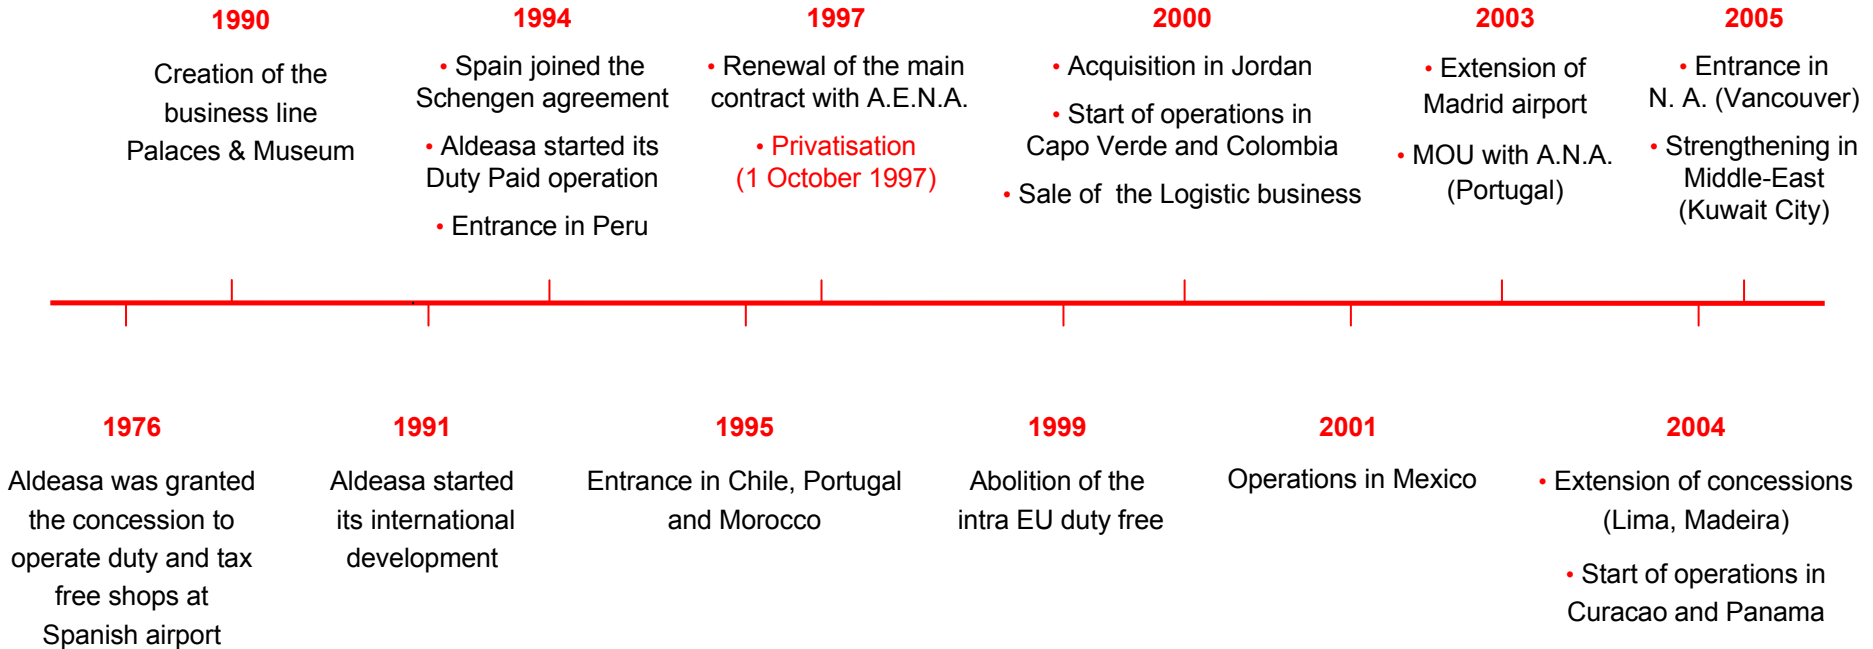 1990
Creation of the
business line
Palaces & Museum
1994
• Spain joined the
Schengen agreement
• Aldeasa started its
Duty Paid operation
• Entrance in Peru
1997
• Renewal of the main
contract with A.E.N.A.
• Privatisation
(1 October 1997)
2000
• Acquisition in Jordan
• Start of operations in
Capo Verde and Colombia
• Sale of the Logistic business
2003
• Extension of
Madrid airport
• MOU with A.N.A.
(Portugal)
2005
• Entrance in
N. A. (Vancouver)
• Strengthening in
Middle-East
(Kuwait City)
1976
Aldeasa was granted
the concession to
operate duty and tax
free shops at
Spanish airport
1991
Aldeasa started
its international
development
1995
Entrance in Chile, Portugal
and Morocco
1999
Abolition of the
intra EU duty free
2001
Operations in Mexico
2004
• Extension of concessions
(Lima, Madeira)
• Start of operations in
Curacao and Panama